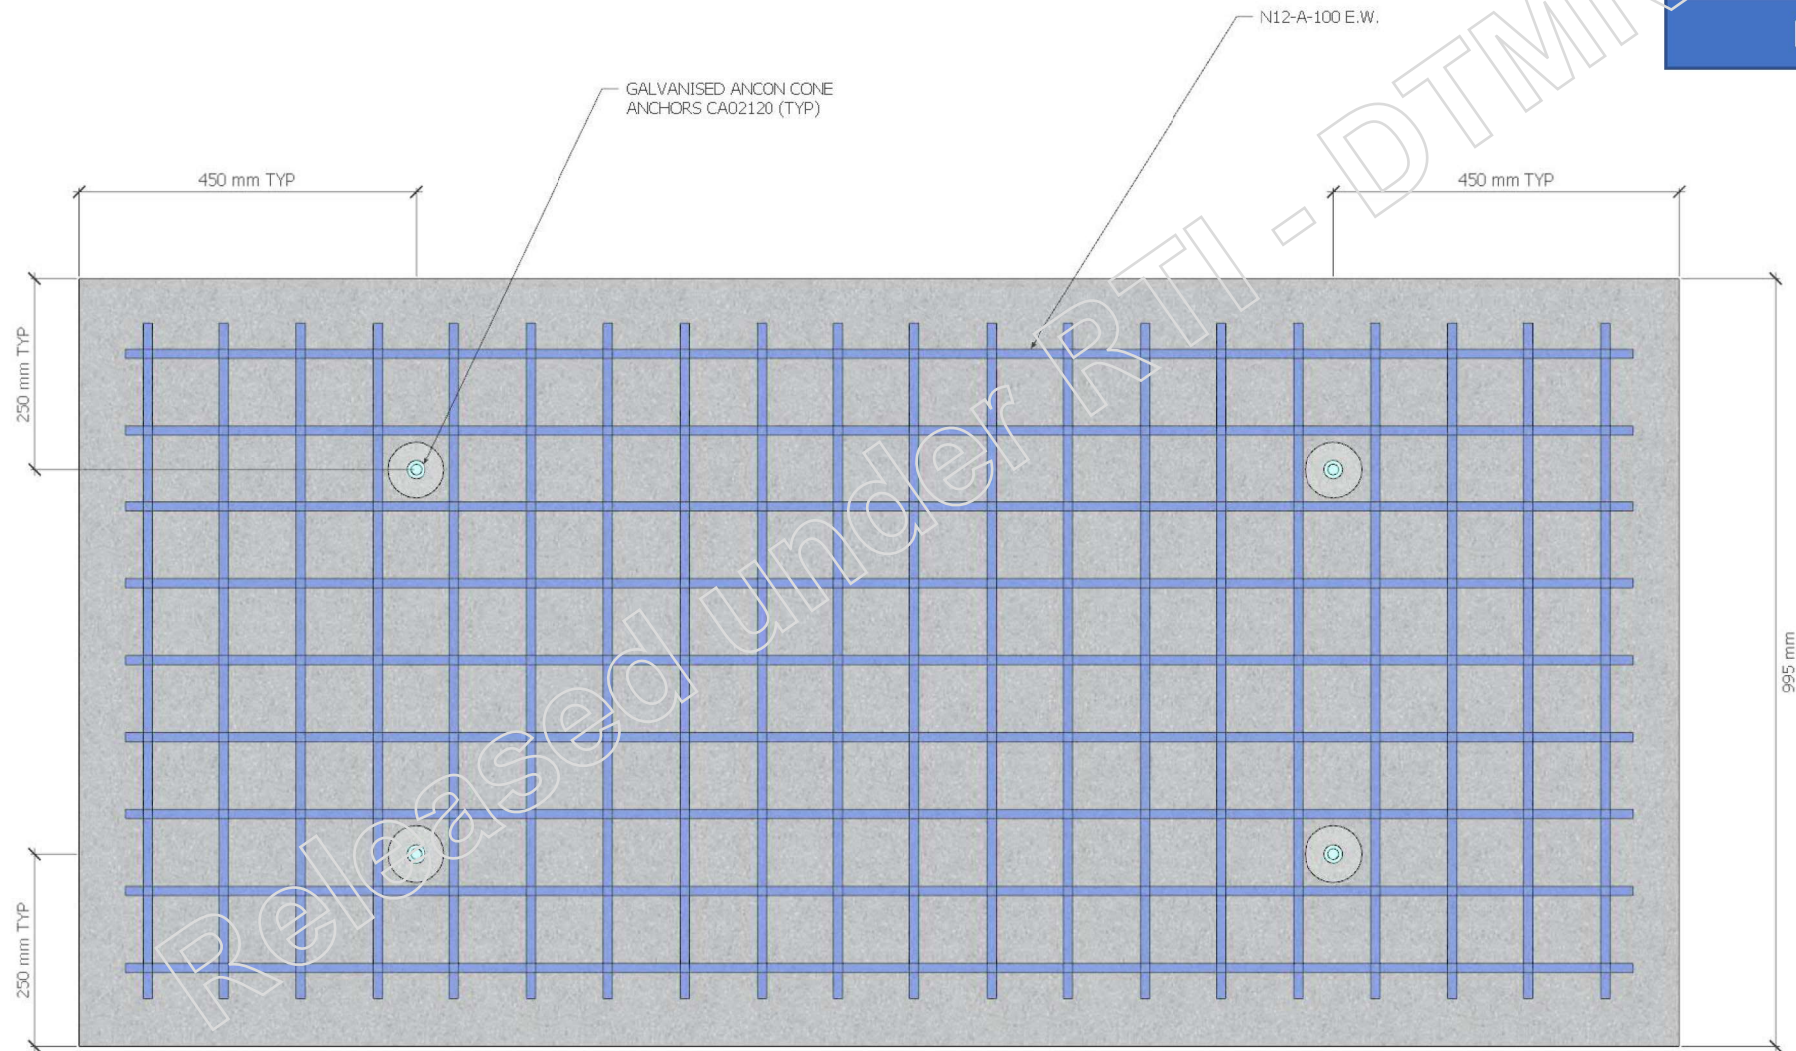 N12-A-100 E.W.
GALVANISED ANCON CONE
ANCHORS CA02120 (TYP)
450 mm TYP
450 mm TYP
250 mm TYP
995 mm
250 mm TYP
Released under RTI - DTMR